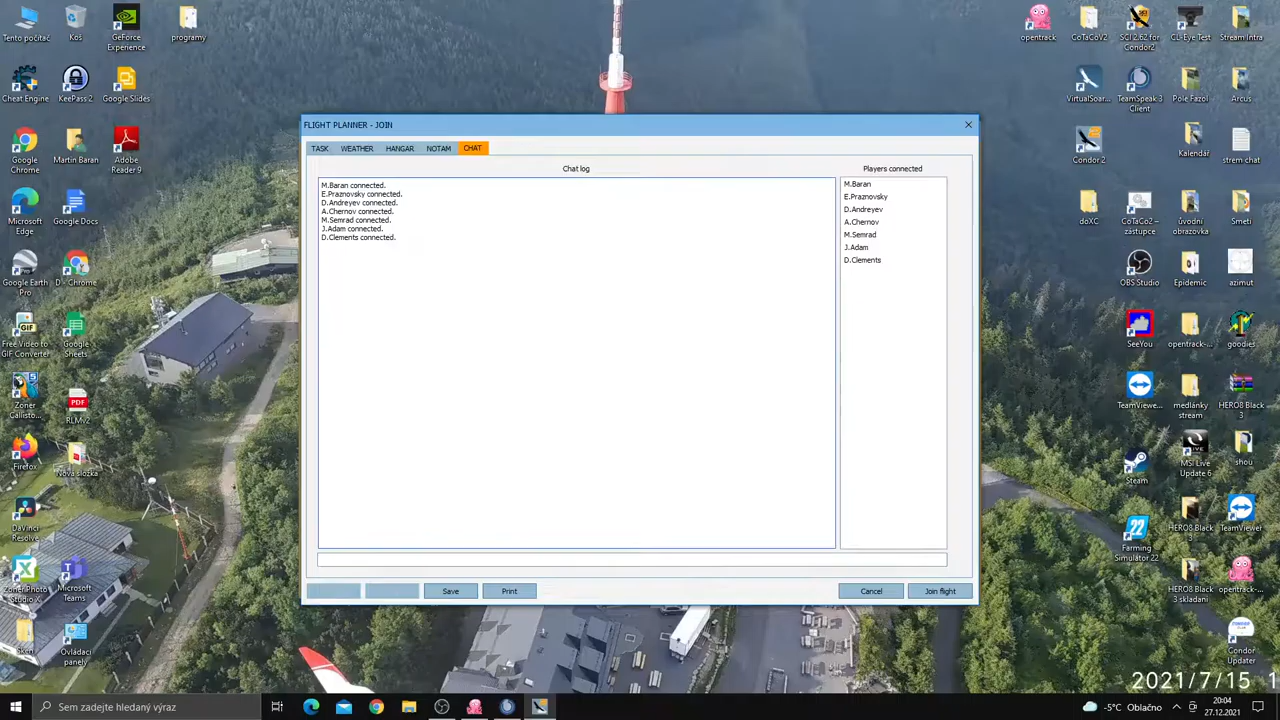 Tento počítač
Koš
GeForce Experience
programy
Cheat Engine
KeePass 2
Google Slides
Google Chrome
Martin Baran
Adobe Reader 9
Microsoft Edge
Google Docs
Google Earth Pro
D - Chrome
Free Video to GIF Converter
Google Sheets
Zoner Callisto...
RLMv2
Firefox
Nová složka
DaVinci Resolve
Zoner Photo Studio X
Microsoft Teams
Ovládací panely
opentrack
CoTaCoV2
SCI 2.62 for Condor2
CL-Eye Test
Stream Intra
VirtualSoar...
TeamSpeak 3 Client
Pole Fazol
Arcus
Condor 2
Kalendář
strem chat
doXC
CoTaCo2 – zástupce
úvodní obrazovka
Smeti
OBS Studio
Epidemic
azimut
SeeYou
opentrack-...
goodies
TeamViewe...
medlánky stream
HERO8 Black 3
Steam
MSI Live Update 6
shou
Farming Simulator 22
HERO8 Black 3
TeamViewer
HERO8 Black 3 skladani
opentrack-...
Condor Updater
FLIGHT PLANNER - JOIN
TASK
WEATHER
HANGAR
NOTAM
CHAT
Chat log
M.Baran connected.
E.Praznovsky connected.
D.Andreyev connected.
A.Chernov connected.
M.Semrad connected.
J.Adam connected.
D.Clements connected.
Players connected
M.Baran
E.Praznovsky
D.Andreyev
A.Chernov
M.Semrad
J.Adam
D.Clements
Save
Print
Cancel
Join flight
2021/7/15 1
Sem zadejte hledaný výraz
-5°C Oblačno
20:04
27.12.2021